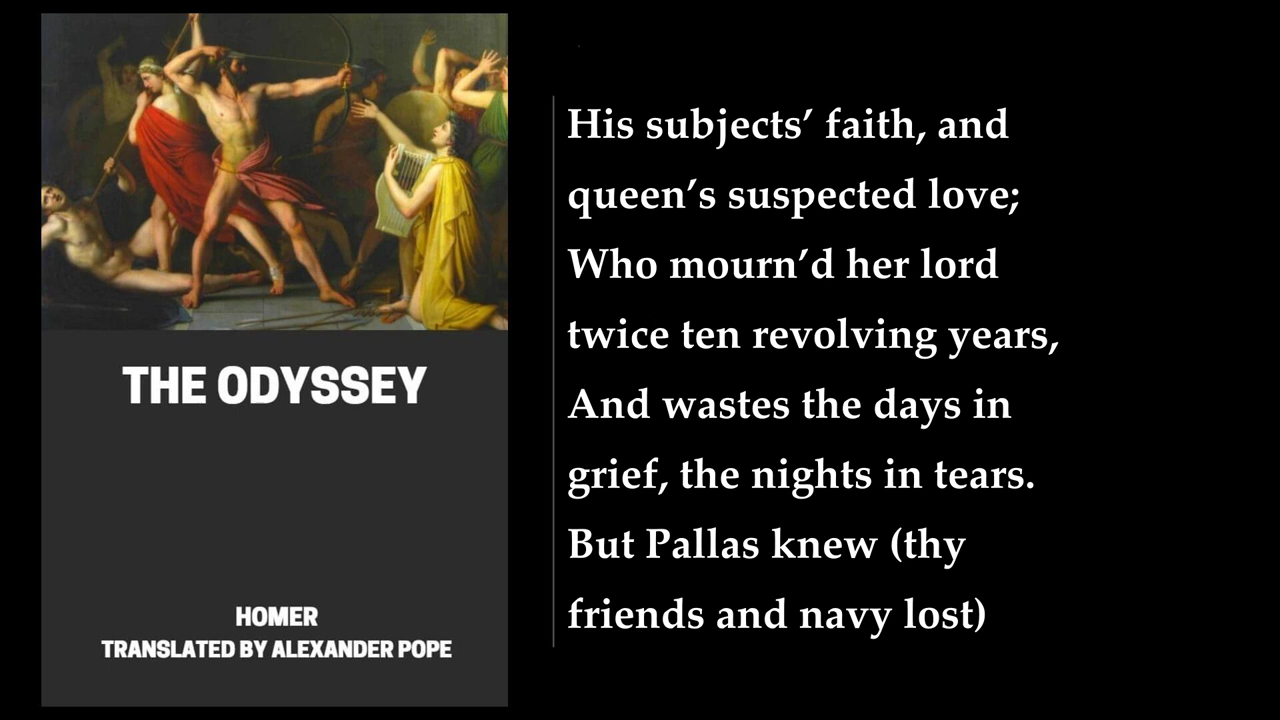 THE ODYSSEY
HOMER
TRANSLATED BY ALEXANDER POPE
His subjects’ faith, and
queen’s suspected love;
Who mourn’d her lord
twice ten revolving years,
And wastes the days in
grief, the nights in tears.
But Pallas knew (thy
friends and navy lost)